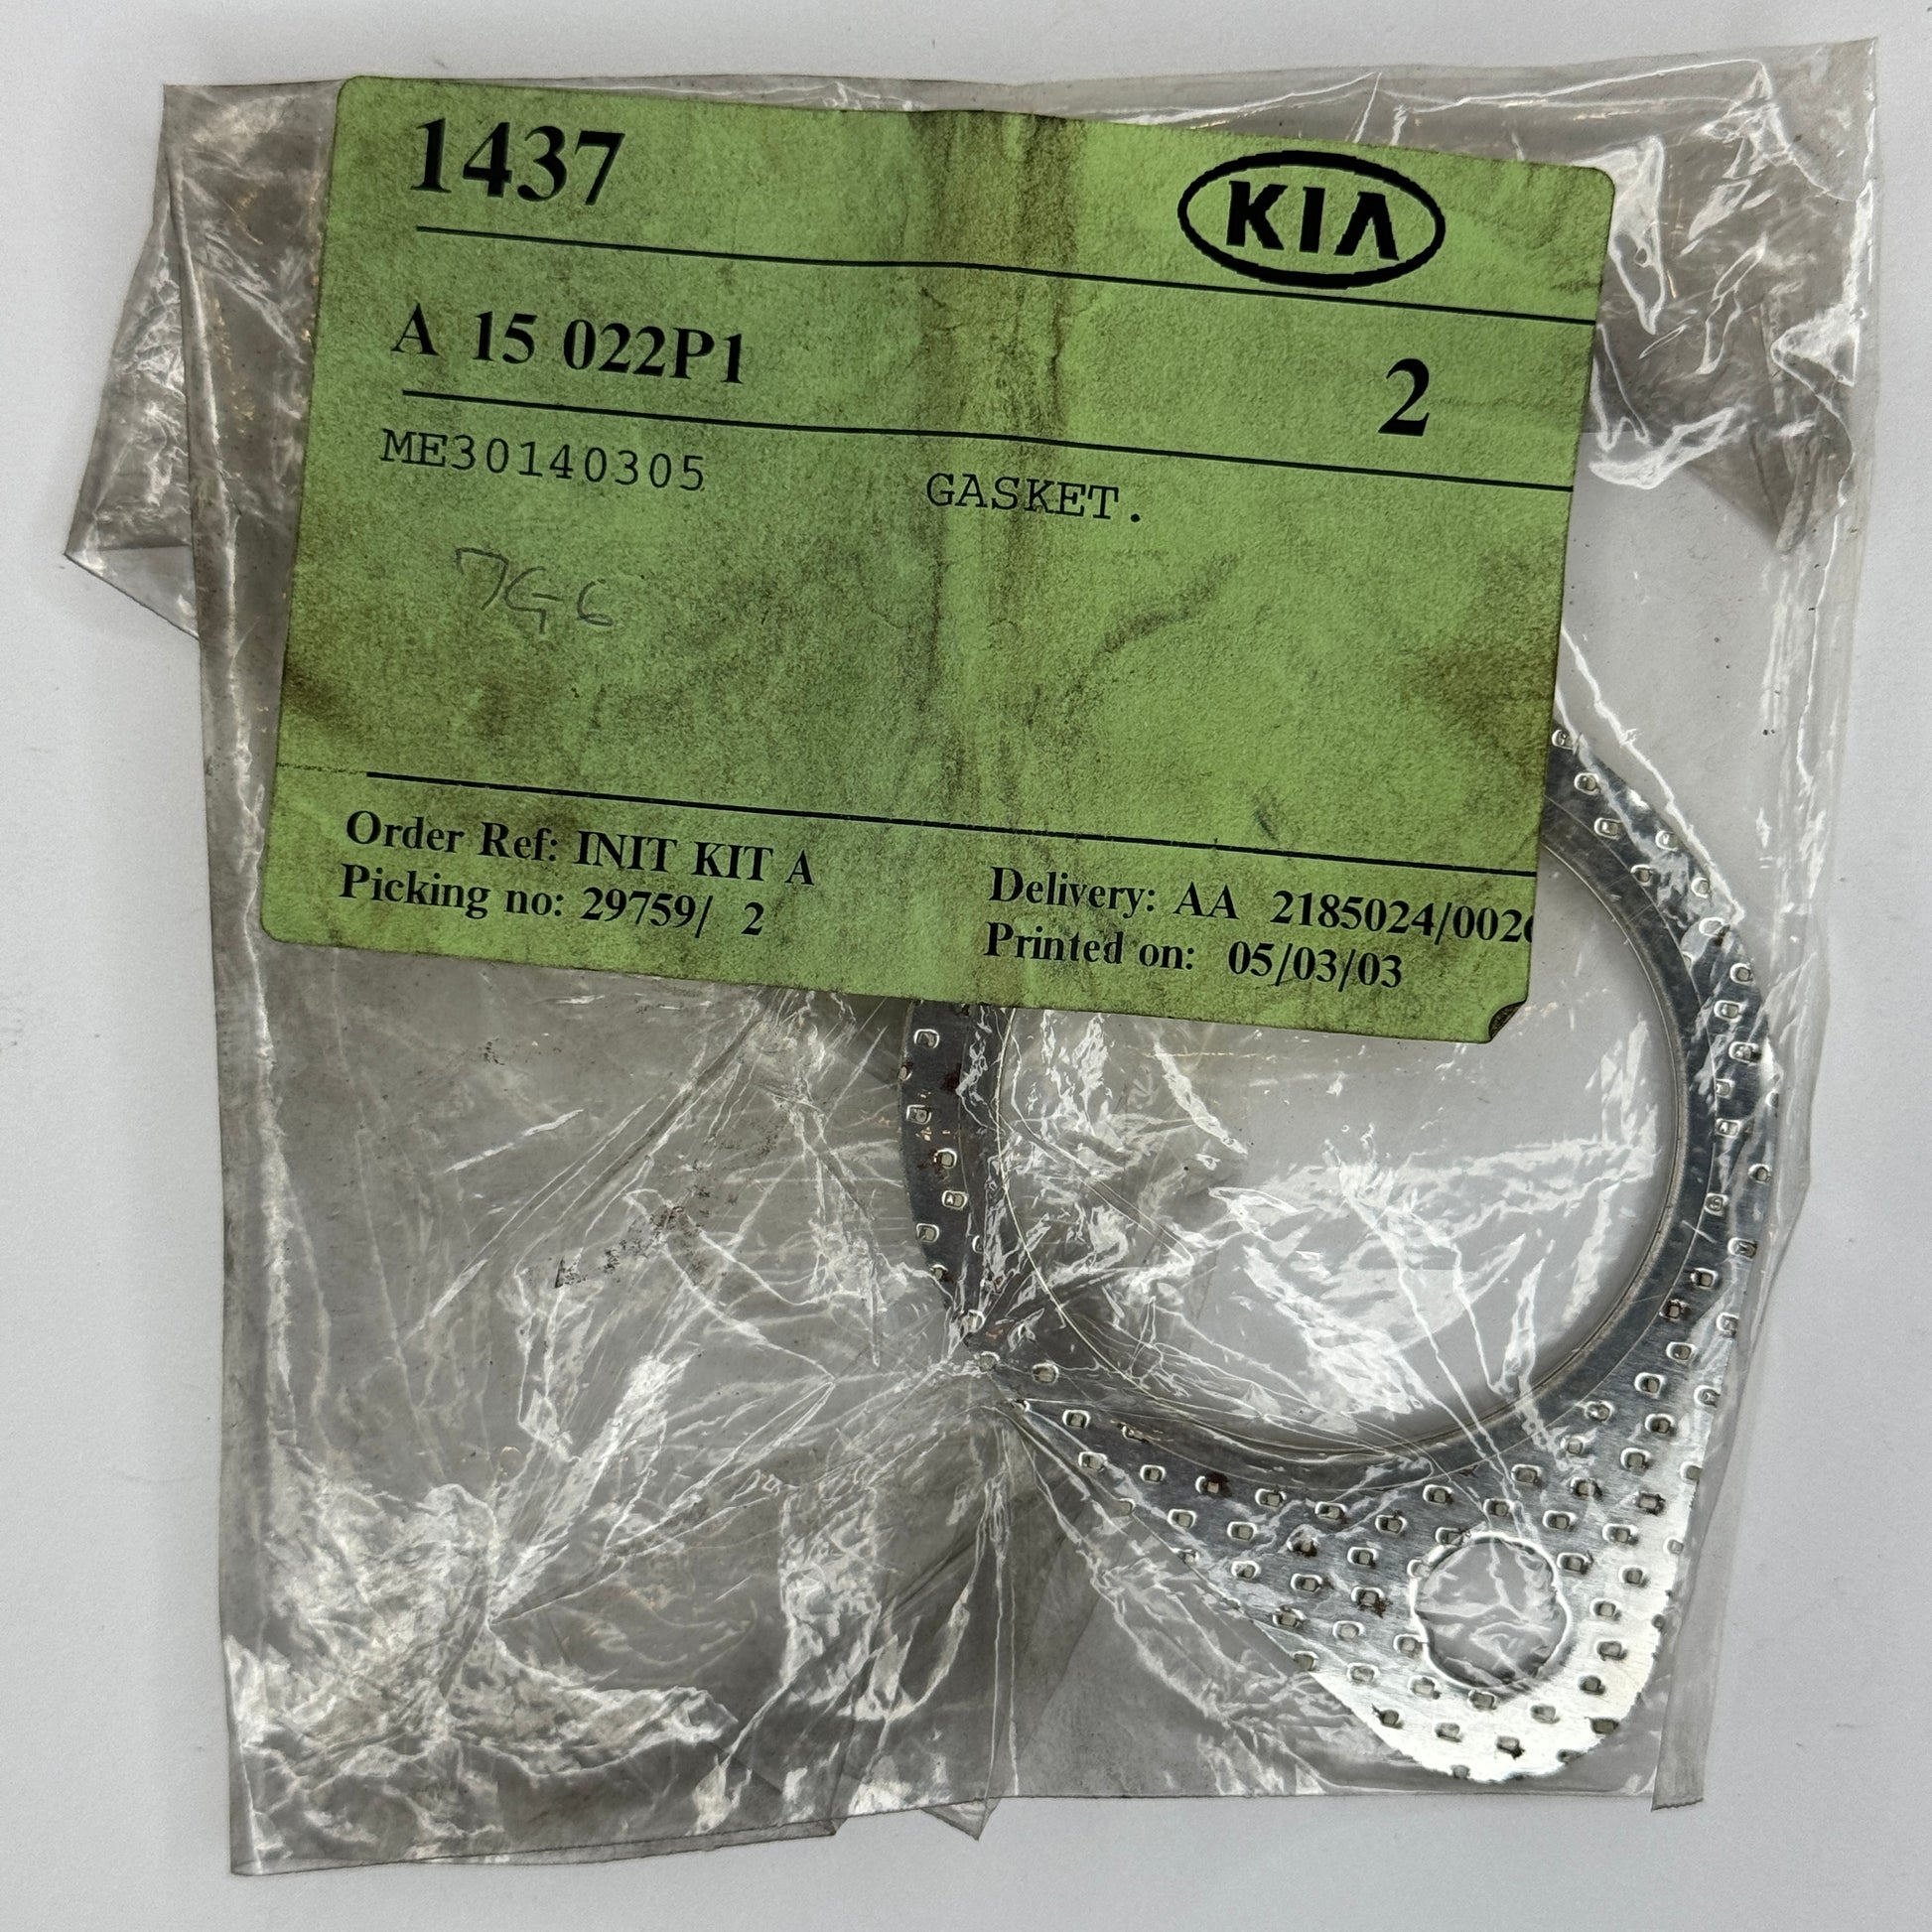 1437
KIA
A 15 022P1 2
ME30140305 GASKET.
7G6
Order Ref: INIT KIT A
Picking no: 29759/ 2
Delivery: AA 2185024/002
Printed on: 05/03/03